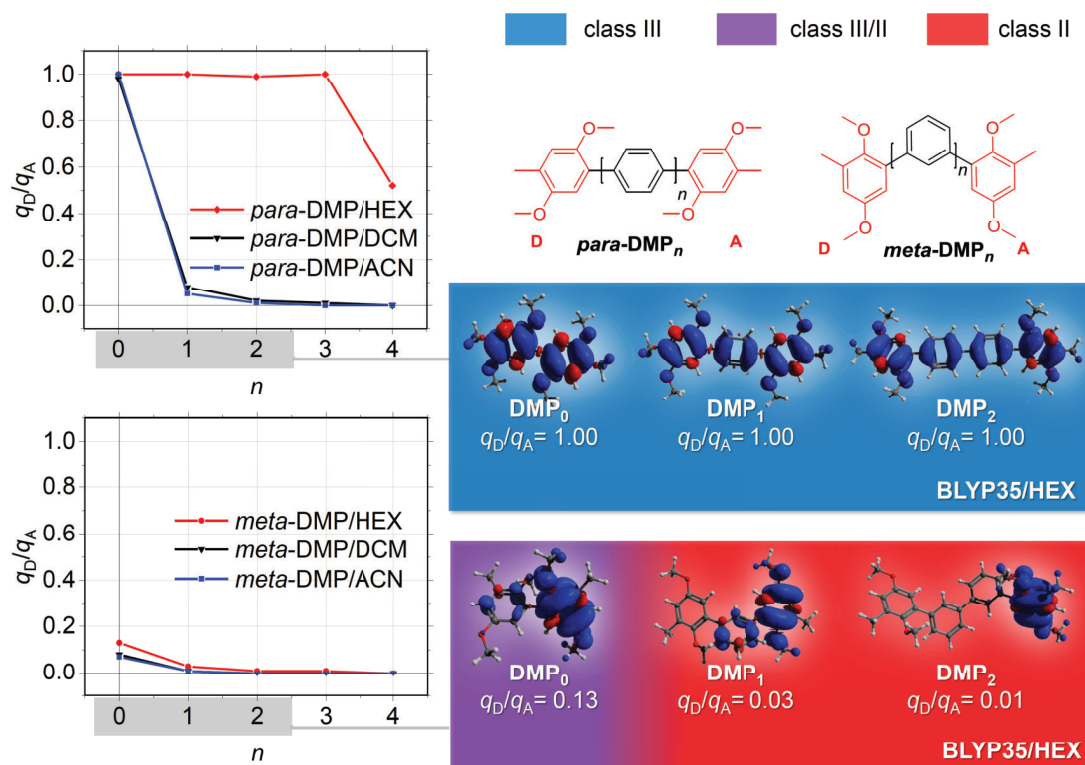 class III
class III/II
class II
1.0
0.8
0.6
0.4
0.2
0.0
q_D/q_A
para-DMP/HEX
para-DMP/DCM
para-DMP/ACN
0 1 2 3 4
n
O
O
O
O
n
D
A
para-DMP_n
O
O
O
O
n
D
A
meta-DMP_n
DMP_0
q_D/q_A= 1.00
DMP_1
q_D/q_A= 1.00
DMP_2
q_D/q_A= 1.00
BLYP35/HEX
1.0
0.8
0.6
0.4
0.2
0.0
q_D/q_A
meta-DMP/HEX
meta-DMP/DCM
meta-DMP/ACN
0 1 2 3 4
n
DMP_0
q_D/q_A= 0.13
DMP_1
q_D/q_A= 0.03
DMP_2
q_D/q_A= 0.01
BLYP35/HEX